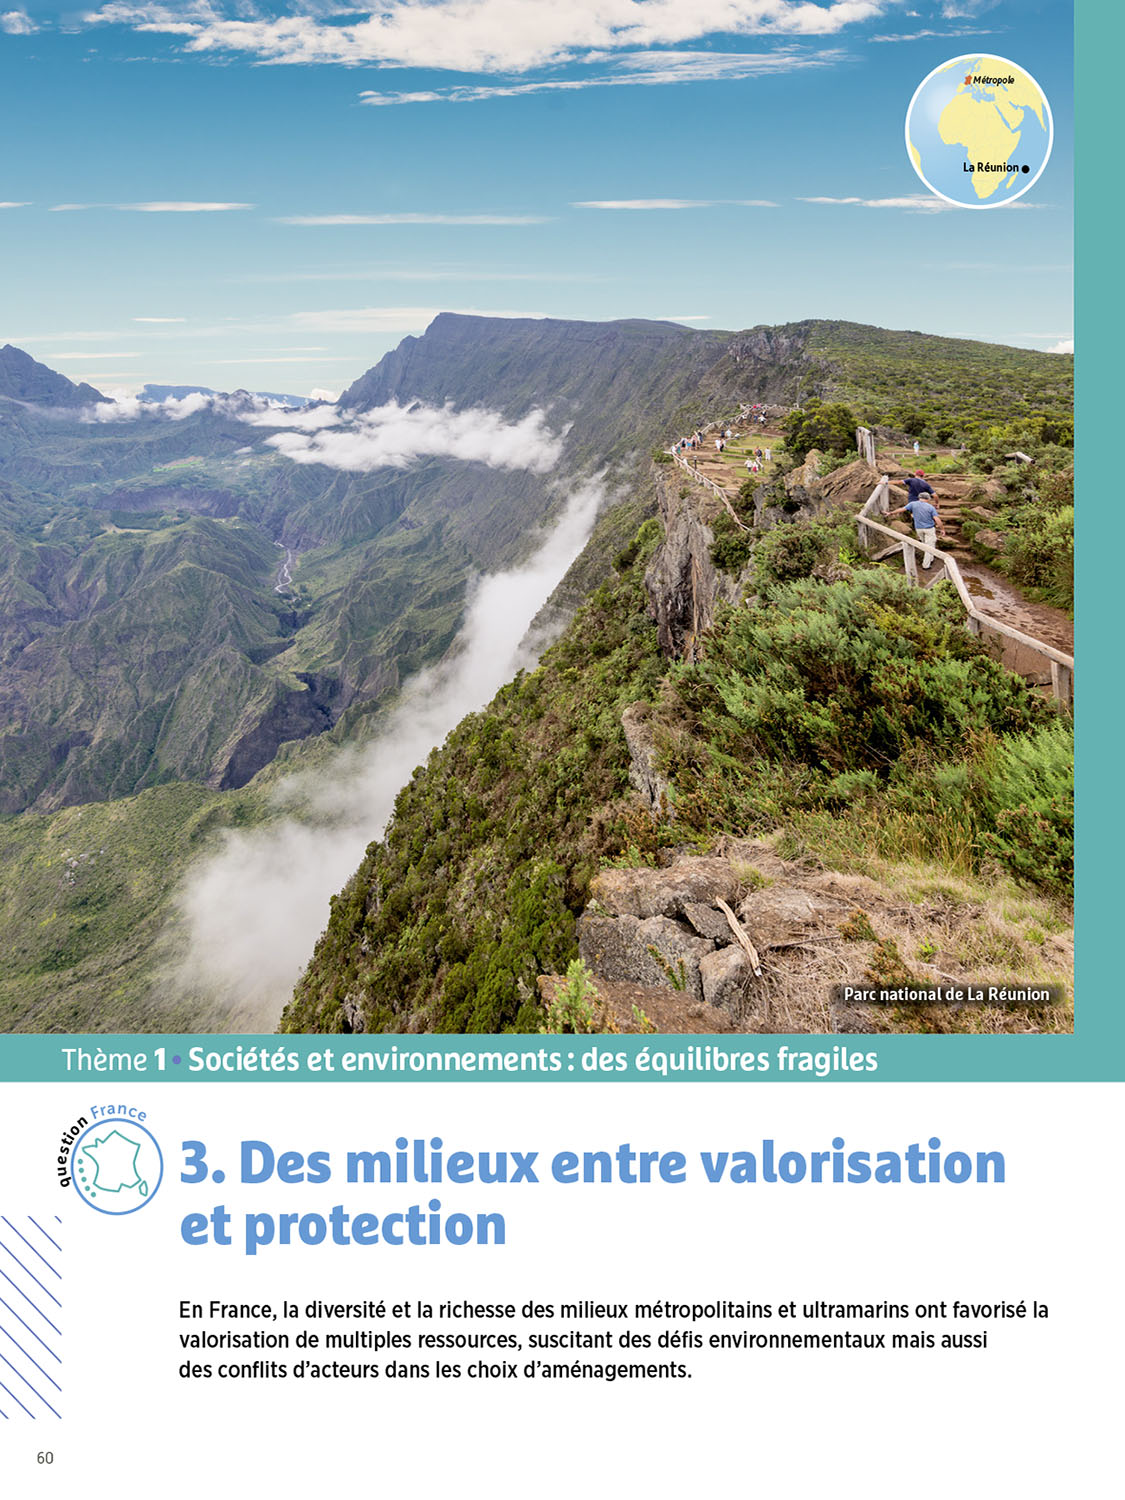 Métropole
La Réunion
Parc national de La Réunion
Thème 1 • Sociétés et environnements : des équilibres fragiles
question France
3. Des milieux entre valorisation
et protection
En France, la diversité et la richesse des milieux métropolitains et ultramarins ont favorisé la
valorisation de multiples ressources, suscitant des défis environnementaux mais aussi
des conflits d’acteurs dans les choix d’aménagements.
60